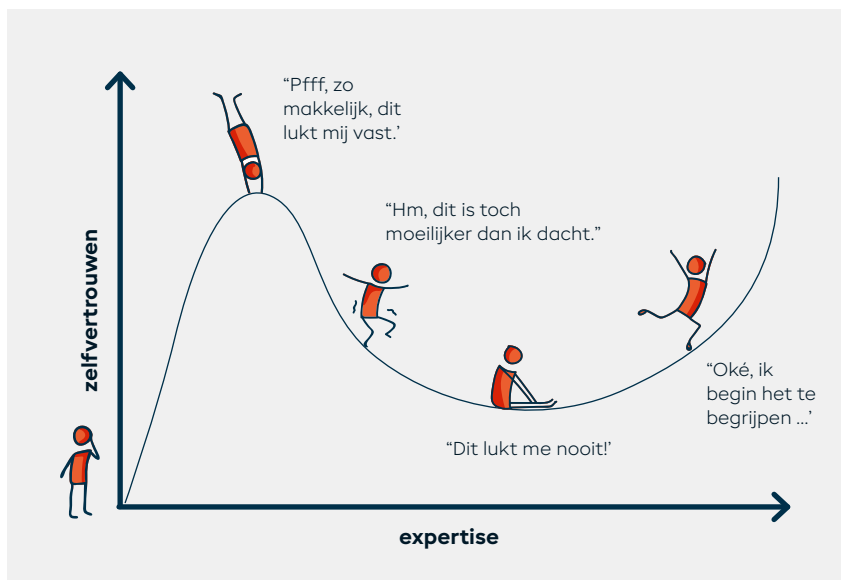 “Pfff, zo
makkelijk, dit
lukt mij vast.’
“Hm, dit is toch
moeilijker dan ik dacht.”
zelfvertrouwen
“Oké, ik
begin het te
begrijpen ...’
“Dit lukt me nooit!’
expertise